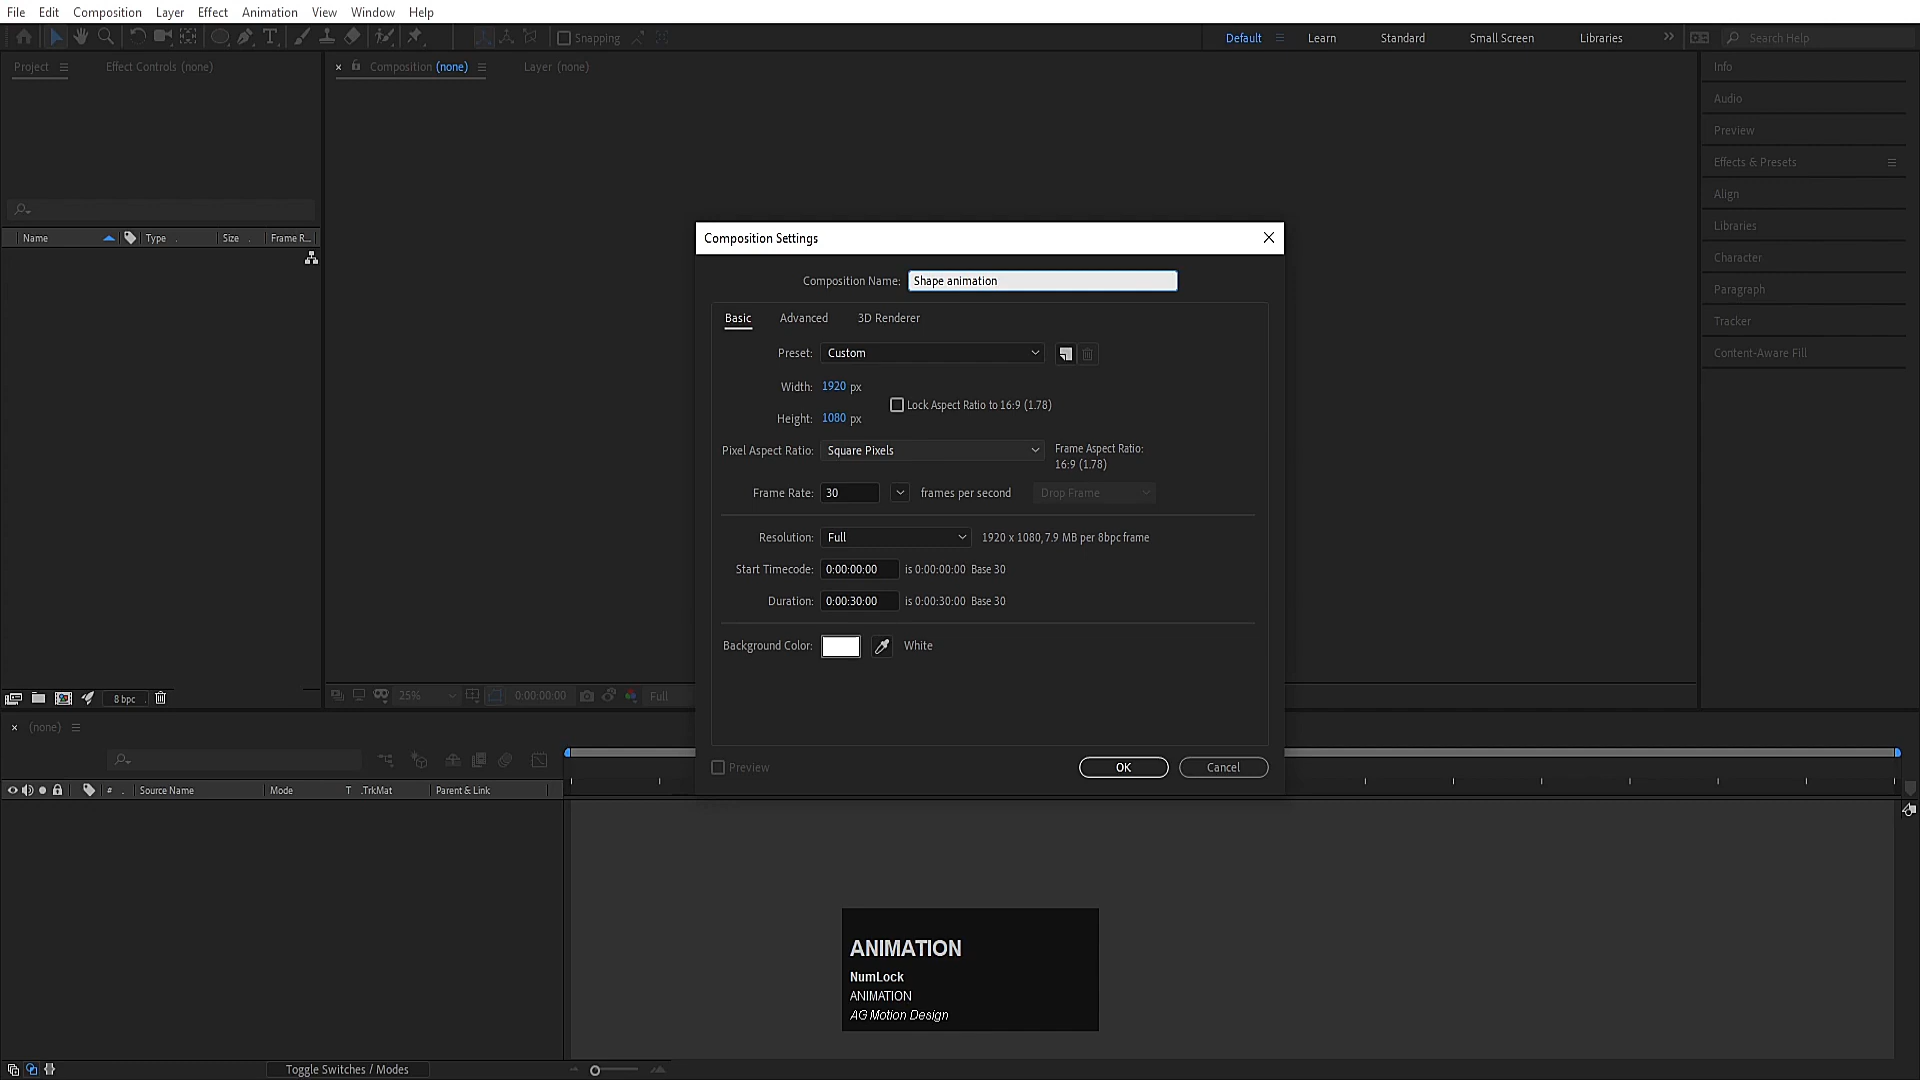 File Edit Composition Layer Effect Animation View Window Help
Snapping Default Learn Standard Small Screen Libraries Search Help
Project Effect Controls (none) Composition (none) Layer (none) Info
Audio
Preview
Effects & Presets
Align
Libraries
Character
Paragraph
Tracker
Content-Aware Fill
Name Type Size Frame R...
Composition Settings
Composition Name: Shape animation
Basic Advanced 3D Renderer
Preset: Custom
Width: 1920 px
Lock Aspect Ratio to 16:9 (1.78)
Height: 1080 px
Pixel Aspect Ratio: Square Pixels Frame Aspect Ratio:
16:9 (1.78)
Frame Rate: 30 frames per second Drop Frame
Resolution: Full 1920 x 1080, 7.9 MB per 8bpc frame
Start Timecode: 0:00:00:00 is 0:00:00:00 Base 30
Duration: 0:00:30:00 is 0:00:30:00 Base 30
Background Color: White
Preview OK Cancel
8 bpc 25% 0:00:00:00 Full
(none)
# Source Name Mode T .TrkMat Parent & Link
ANIMATION
NumLock
ANIMATION
AG Motion Design
Toggle Switches / Modes